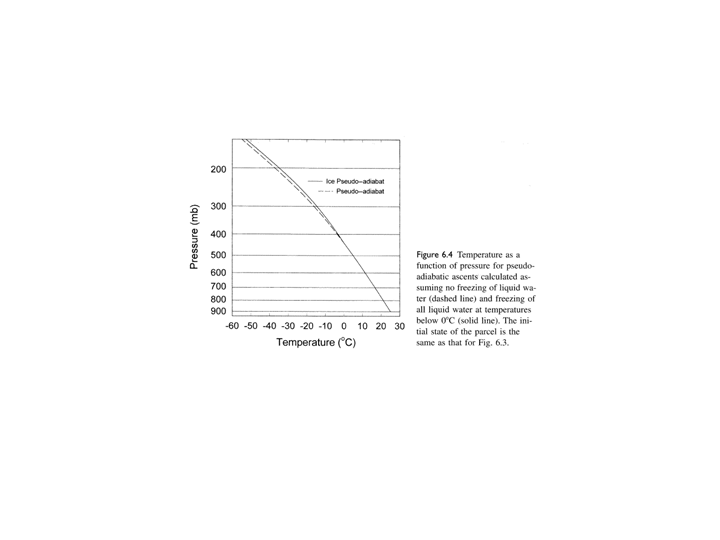 200
300
400
500
600
700
800
900
Pressure (mb)
Ice Pseudo-adiabat
Pseudo-adiabat
-60 -50 -40 -30 -20 -10 0 10 20 30
Temperature (°C)
Figure 6.4 Temperature as a
function of pressure for pseudo-
adiabatic ascents calculated as-
suming no freezing of liquid wa-
ter (dashed line) and freezing of
all liquid water at temperatures
below 0°C (solid line). The ini-
tial state of the parcel is the
same as that for Fig. 6.3.